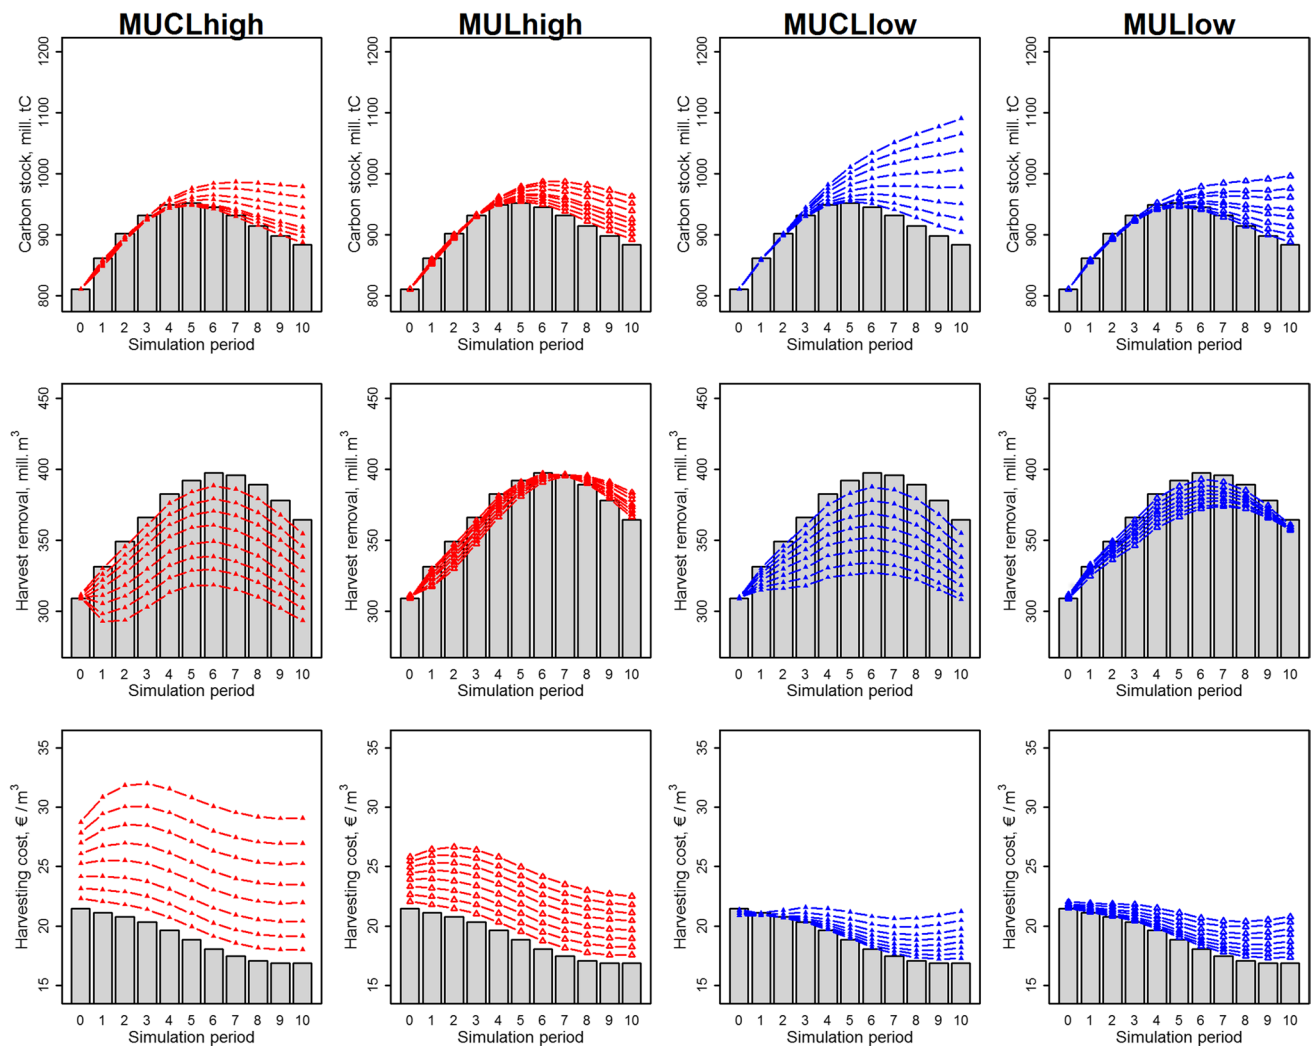 MUCLhigh MULhigh MUCLlow MULlow
Carbon stock, mill. tC
800 900 1000 1100 1200
0 1 2 3 4 5 6 7 8 9 10
Simulation period
Carbon stock, mill. tC
800 900 1000 1100 1200
0 1 2 3 4 5 6 7 8 9 10
Simulation period
Carbon stock, mill. tC
800 900 1000 1100 1200
0 1 2 3 4 5 6 7 8 9 10
Simulation period
Carbon stock, mill. tC
800 900 1000 1100 1200
0 1 2 3 4 5 6 7 8 9 10
Simulation period
Harvest removal, mill. m³
300 350 400 450
0 1 2 3 4 5 6 7 8 9 10
Simulation period
Harvest removal, mill. m³
300 350 400 450
0 1 2 3 4 5 6 7 8 9 10
Simulation period
Harvest removal, mill. m³
300 350 400 450
0 1 2 3 4 5 6 7 8 9 10
Simulation period
Harvest removal, mill. m³
300 350 400 450
0 1 2 3 4 5 6 7 8 9 10
Simulation period
Harvesting cost, € / m³
15 20 25 30 35
0 1 2 3 4 5 6 7 8 9 10
Simulation period
Harvesting cost, € / m³
15 20 25 30 35
0 1 2 3 4 5 6 7 8 9 10
Simulation period
Harvesting cost, € / m³
15 20 25 30 35
0 1 2 3 4 5 6 7 8 9 10
Simulation period
Harvesting cost, € / m³
15 20 25 30 35
0 1 2 3 4 5 6 7 8 9 10
Simulation period